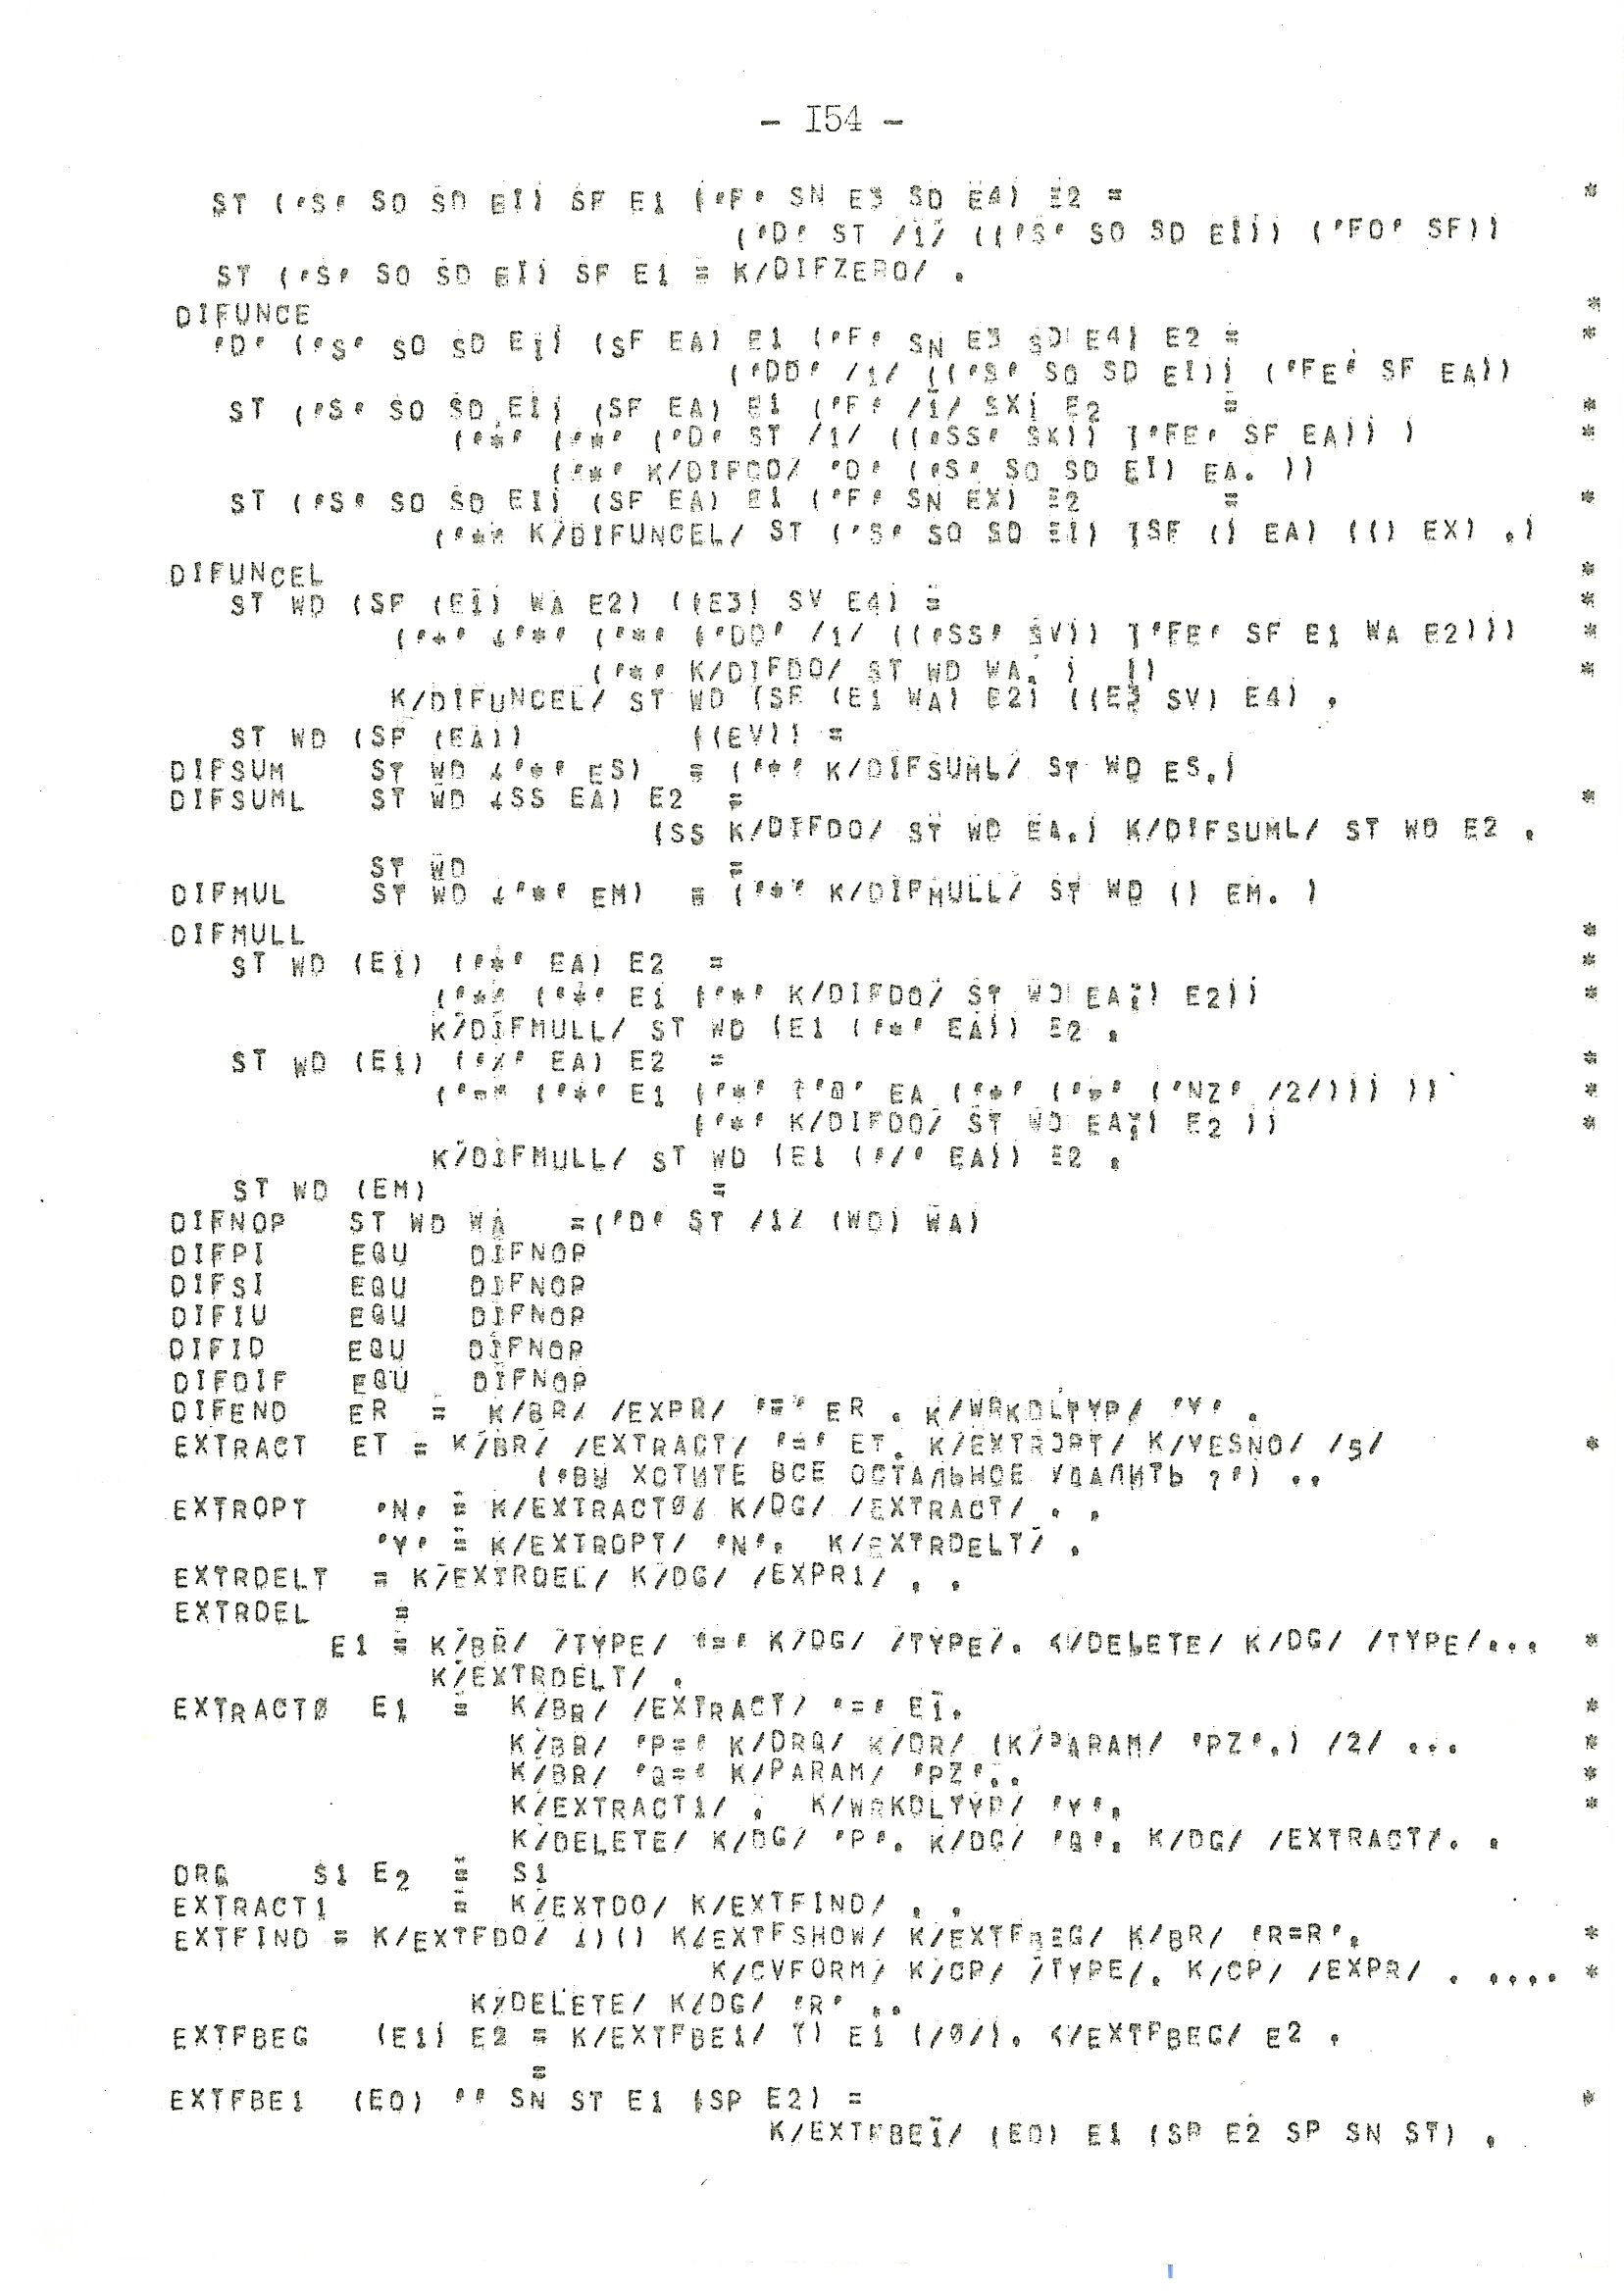 - I54 -
ST ('S' SO SD EI) SF E1 ('F' SN E3 SD E4) E2 = *
('D' ST /1/ (('S' SO SD EI)) ('FO' SF))
ST ('S' SO SD EI) SF E1 = K/DIFZERO/ .
DIFUNCE *
'D' ('S' SO SD EI) (SF EA) E1 ('F' SN E3 SD E4) E2 = *
('DD' /1/ (('S' SO SD EI)) ('FE' SF EA))
ST ('S' SO SD EI) (SF EA) E1 ('F' /1/ SX) E2 = *
('*' ('*' ('D' ST /1/ (('SS' SX)) ('FE' SF EA)) ) *
('*' K/DIFDO/ 'D' ('S' SO SD EI) EA. ))
ST ('S' SO SD EI) (SF EA) E1 ('F' SN EX) E2 = *
('+' K/DIFUNCEL/ ST ('S' SO SD EI) (SF () EA) (() EX) .)
DIFUNCEL *
ST WD (SF (E1) WA E2) ((E3) SV E4) = *
('+' ('*' ('*' ('DO' /1/ (('SS' SV)) ('FE' SF E1 WA E2))) *
('*' K/DIFDO/ ST WD WA. ) )) *
K/DIFUNCEL/ ST WD (SF (E1 WA) E2) ((E3 SV) E4) .
ST WD (SF (EA)) ((EV)) =
DIFSUM ST WD ('+' ES) = ('+' K/DIFSUML/ ST WD ES.)
DIFSUML ST WD (SS EA) E2 = *
(SS K/DIFDO/ ST WD EA.) K/DIFSUML/ ST WD E2 .
ST WD =
DIFMUL ST WD ('*' EM) = ('+' K/DIFMULL/ ST WD () EM. )
DIFMULL *
ST WD (E1) ('*' EA) E2 = *
('+' ('*' E1 ('*' K/DIFDO/ ST WD EA.) E2)) *
K/DIFMULL/ ST WD (E1 ('*' EA)) E2 .
ST WD (E1) ('/' EA) E2 = *
('-' ('*' E1 ('*' ('@' EA ('+' ('*' ('NZ' /2/))) )) *
('*' K/DIFDO/ ST WD EA.) E2 )) *
K/DIFMULL/ ST WD (E1 ('/' EA)) E2 .
ST WD (EM) =
DIFNOP ST WD WA =('D' ST /1/ (WD) WA)
DIFPI EQU DIFNOP
DIFSI EQU DIFNOP
DIFIU EQU DIFNOP
DIFID EQU DIFNOP
DIFDIF EQU DIFNOP
DIFEND ER = K/BR/ /EXPR/ '=' ER . K/WRKDLTYP/ 'Y' .
EXTRACT ET = K/BR/ /EXTRACT/ '=' ET. K/EXTROPT/ K/YESNO/ /5/ *
('ВЫ ХОТИТЕ ВСЕ ОСТАЛЬНОЕ УДАЛИТЬ ?') ..
EXTROPT 'N' = K/EXTRACT0/ K/DG/ /EXTRACT/ . .
'Y' = K/EXTROPT/ 'N'. K/EXTRDELT/ .
EXTRDELT = K/EXTRDEL/ K/DG/ /EXPR1/ . .
EXTRDEL =
E1 = K/BR/ /TYPE/ '=' K/DG/ /TYPE/. K/DELETE/ K/DG/ /TYPE/... *
K/EXTRDELT/ .
EXTRACT0 E1 = K/BR/ /EXTRACT/ '=' E1. *
K/BR/ 'P=' K/DRQ/ K/DR/ (K/PARAM/ 'PZ'.) /2/ ... *
K/BR/ 'Q=' K/PARAM/ 'PZ'.. *
K/EXTRACT1/ . K/WRKDLTYP/ 'Y'. *
K/DELETE/ K/DG/ 'P'. K/DG/ 'Q'. K/DG/ /EXTRACT/. .
DRQ S1 E2 = S1
EXTRACT1 = K/EXTDO/ K/EXTFIND/ . .
EXTFIND = K/EXTFDO/ ()() K/EXTFSHOW/ K/EXTFBEG/ K/BR/ 'R=R'. *
K/CVFORM/ K/CP/ /TYPE/. K/CP/ /EXPR/ . .... *
K/DELETE/ K/DG/ 'R' ..
EXTFBEG (E1) E2 = K/EXTFBE1/ () E1 (/0/). K/EXTFBEG/ E2 .
=
EXTFBE1 (EO) '' SN ST E1 (SP E2) = *
K/EXTFBE1/ (EO) E1 (SP E2 SP SN ST) .